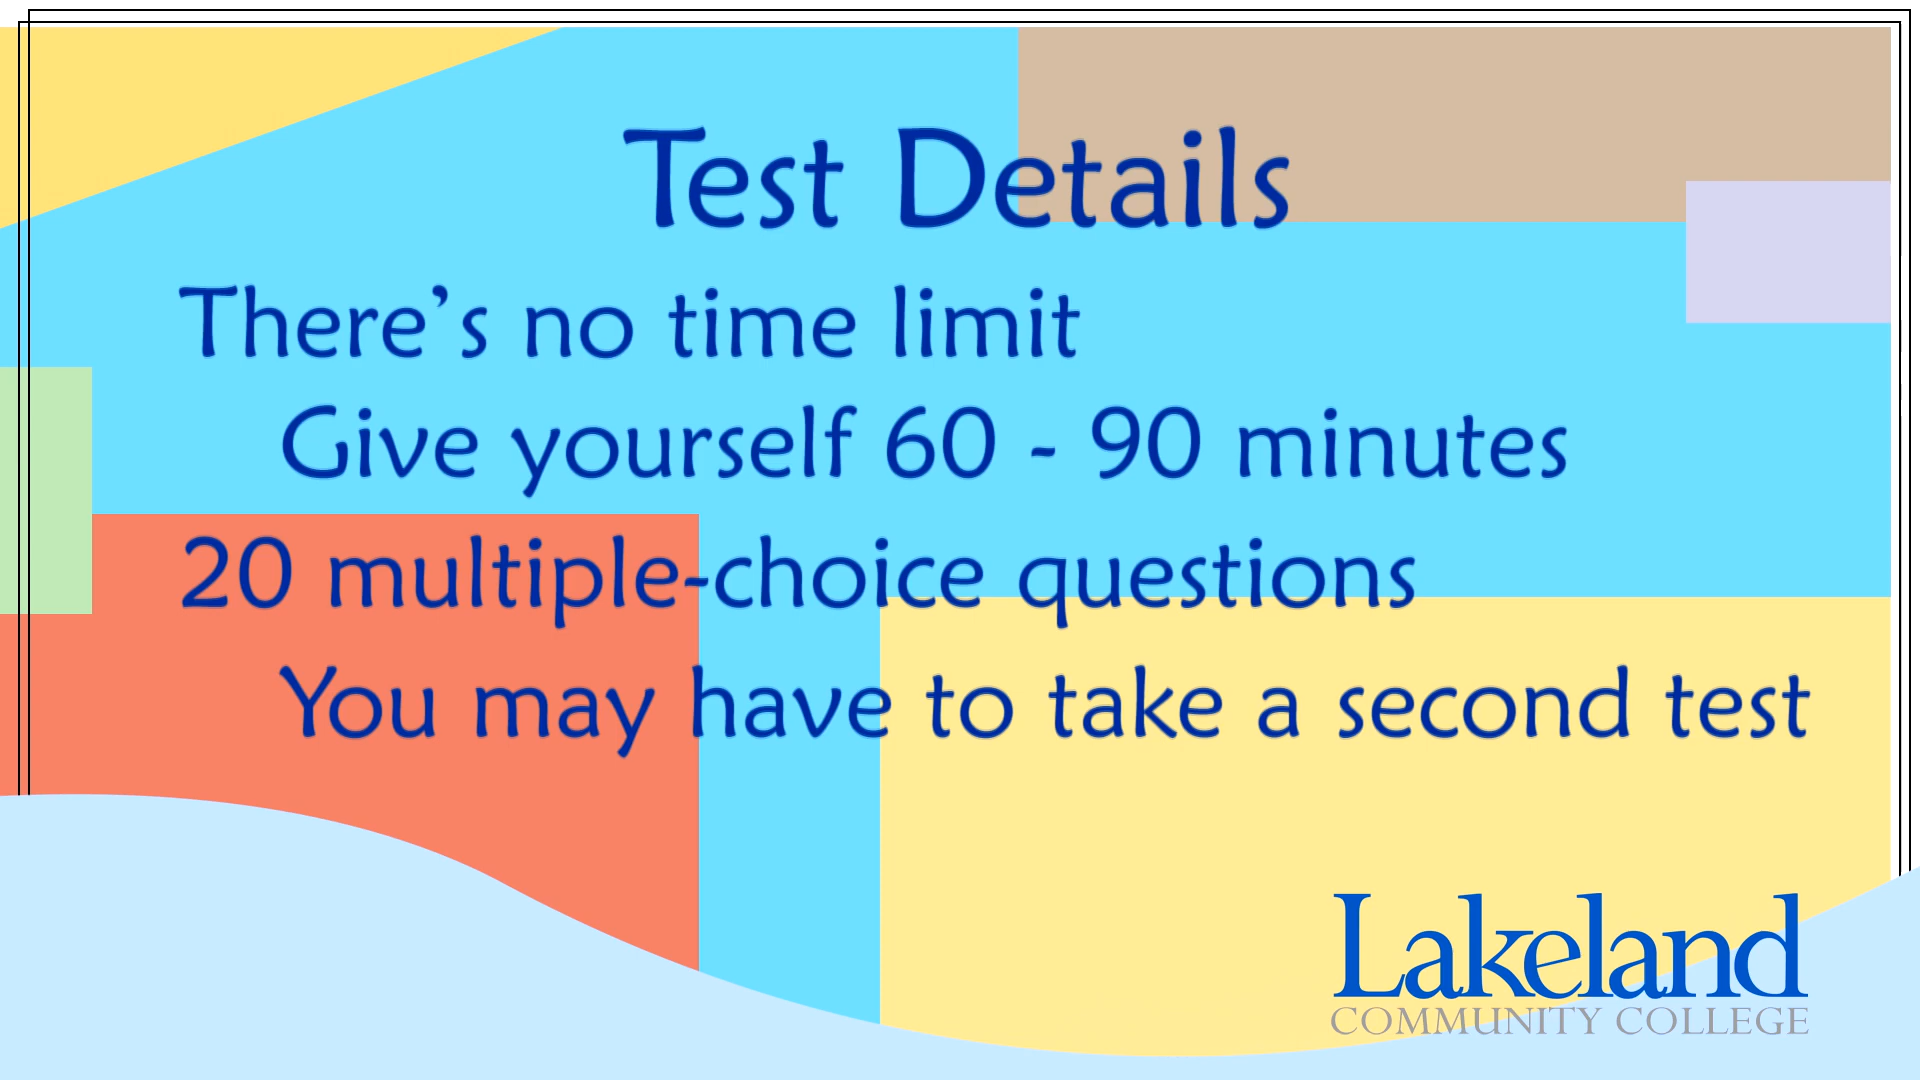 Test Details
There’s no time limit
Give yourself 60 - 90 minutes
20 multiple-choice questions
You may have to take a second test
Lakeland
COMMUNITY COLLEGE